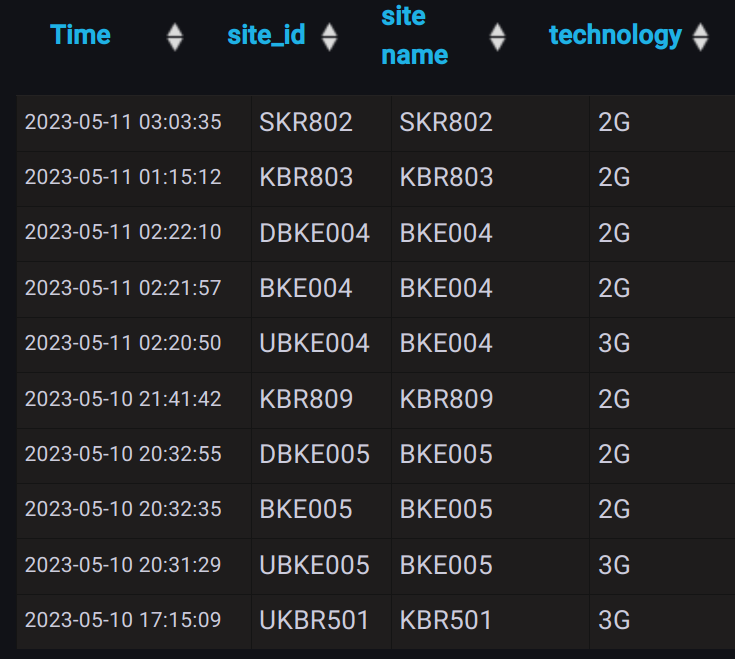 Time site_id site name technology
2023-05-11 03:03:35 SKR802 SKR802 2G
2023-05-11 01:15:12 KBR803 KBR803 2G
2023-05-11 02:22:10 DBKE004 BKE004 2G
2023-05-11 02:21:57 BKE004 BKE004 2G
2023-05-11 02:20:50 UBKE004 BKE004 3G
2023-05-10 21:41:42 KBR809 KBR809 2G
2023-05-10 20:32:55 DBKE005 BKE005 2G
2023-05-10 20:32:35 BKE005 BKE005 2G
2023-05-10 20:31:29 UBKE005 BKE005 3G
2023-05-10 17:15:09 UKBR501 KBR501 3G